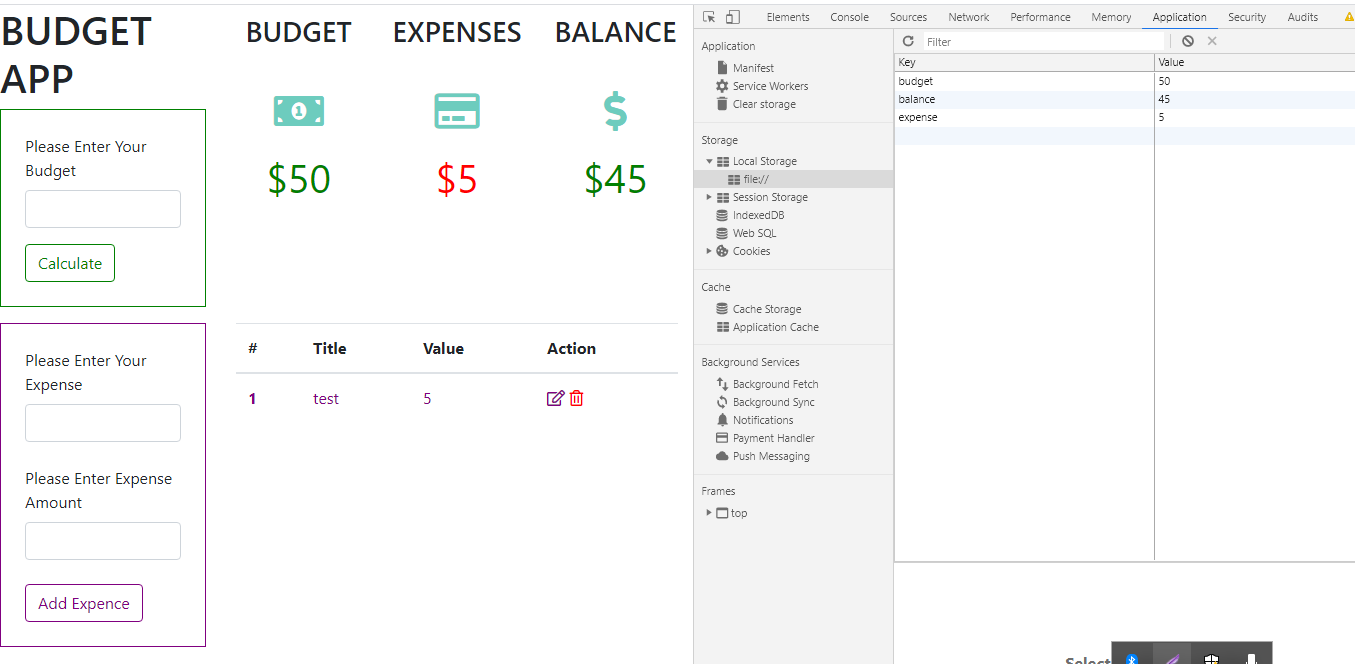 BUDGET
APP
Please Enter Your
Budget
Calculate
Please Enter Your
Expense
Please Enter Expense
Amount
Add Expence
BUDGET EXPENSES BALANCE
1
$
$50 $5 $45
# Title Value Action
1 test 5
Elements Console Sources Network Performance Memory Application Security Audits
Application
Manifest
Service Workers
Clear storage
Storage
Local Storage
file://
Session Storage
IndexedDB
Web SQL
Cookies
Cache
Cache Storage
Application Cache
Background Services
Background Fetch
Background Sync
Notifications
Payment Handler
Push Messaging
Frames
top
Filter
Key Value
budget 50
balance 45
expense 5
Select